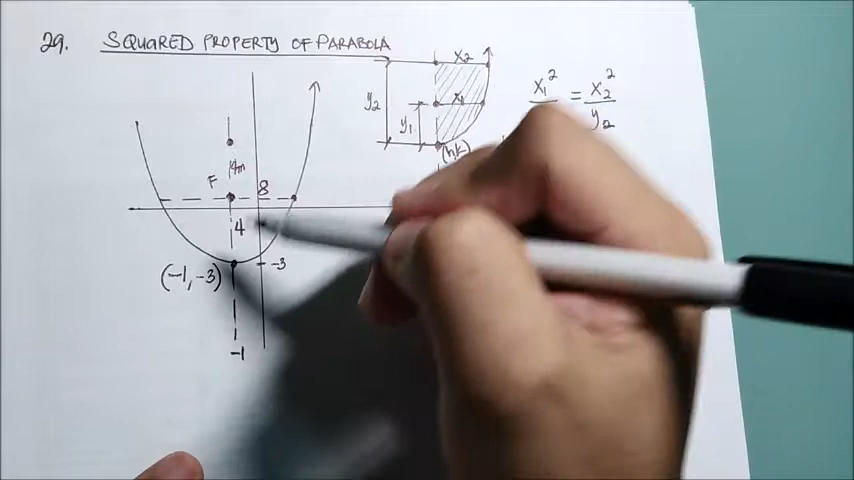 29. SQUARED PROPERTY OF PARABOLA
x₂
y₂
x₁
y₁
(h,k)
x₁² = x₂²
y₂
4m
F
8
4
(-1,-3)
-3
-1